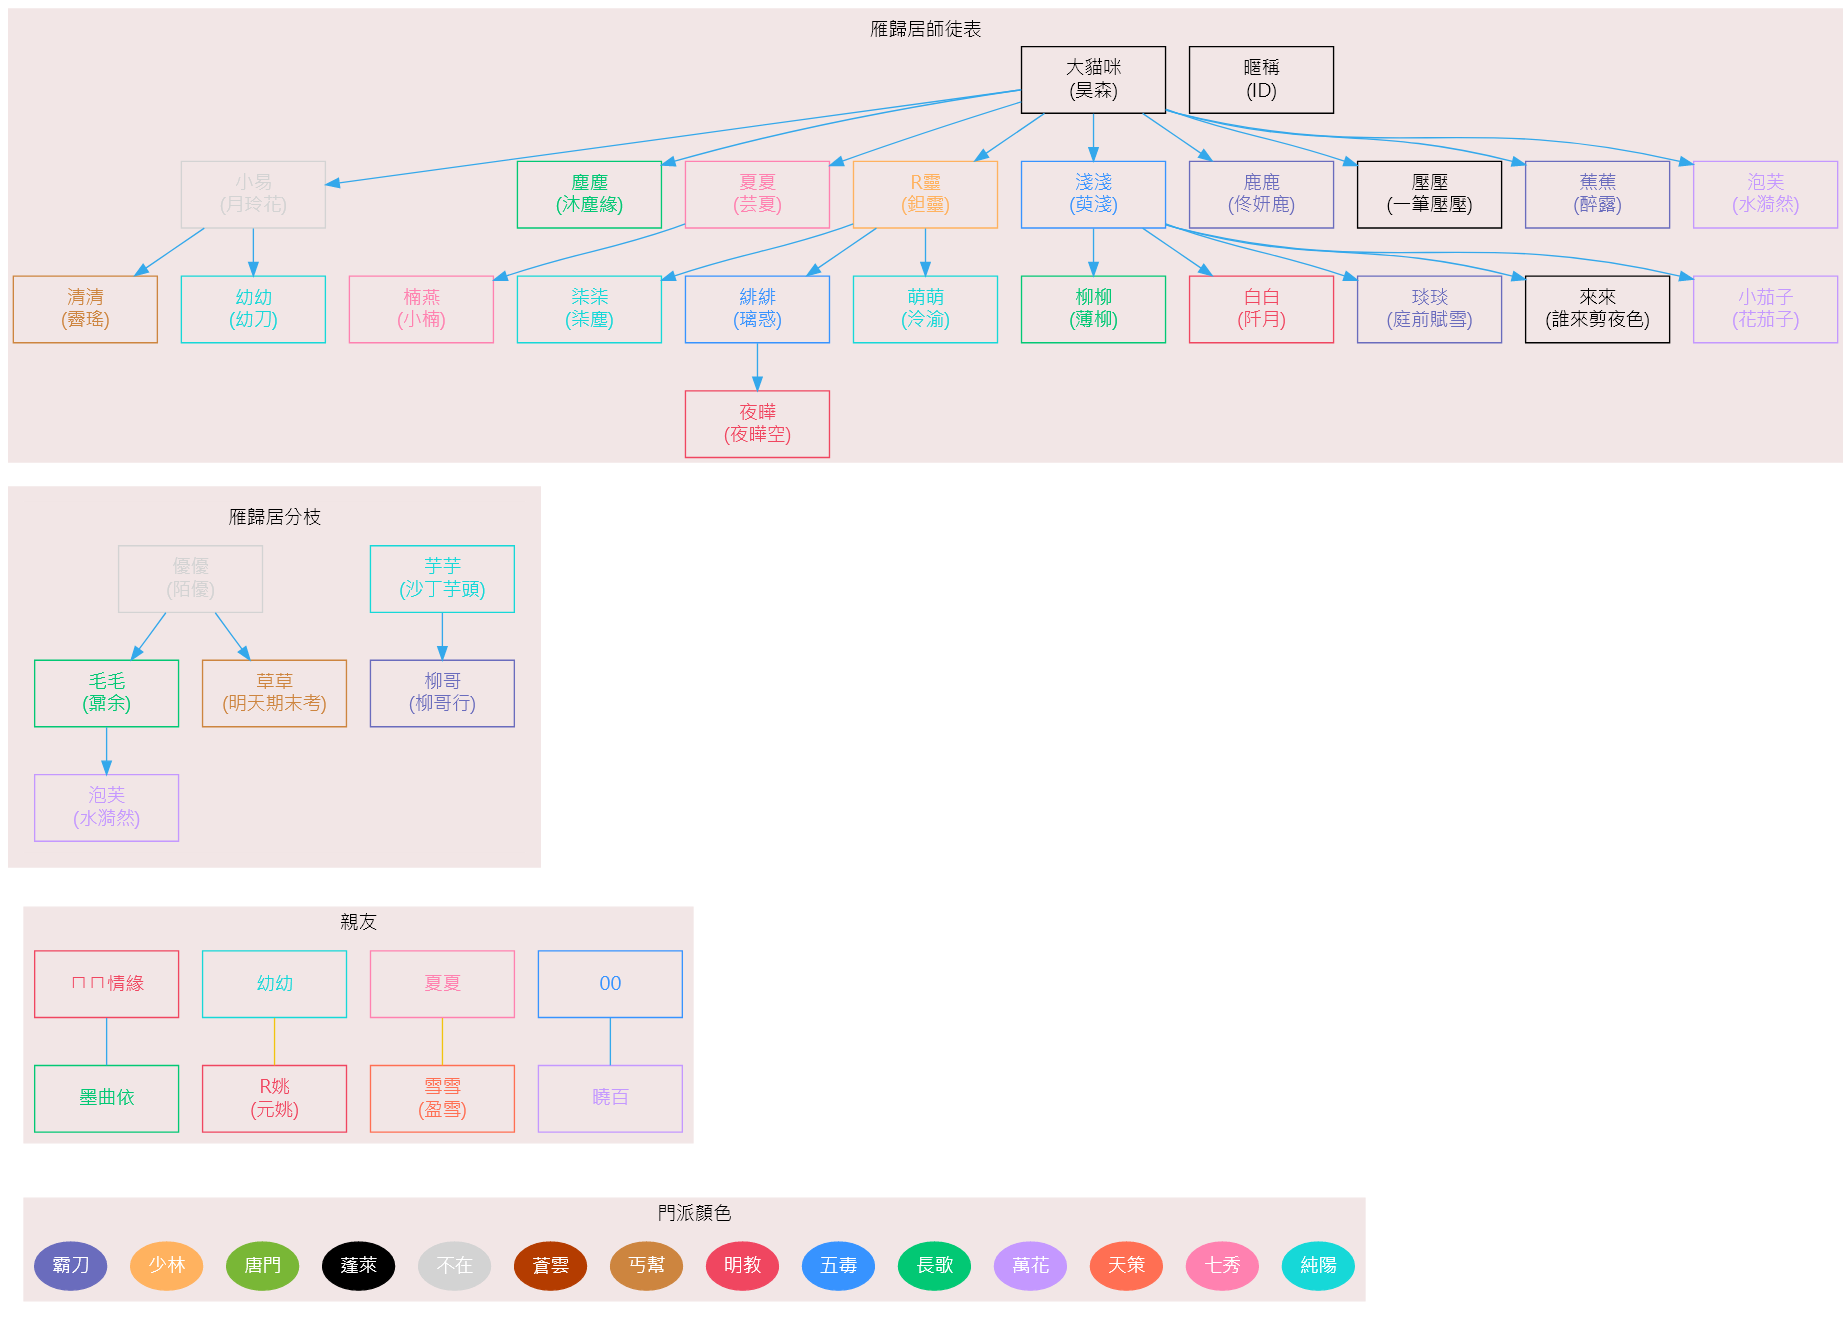 雁歸居師徒表
大貓咪
(昊森)
暱稱
(ID)
小易
(月玲花)
塵塵
(沐塵緣)
夏夏
(芸夏)
R靈
(鉭靈)
淺淺
(萸淺)
鹿鹿
(佟妍鹿)
壓壓
(一筆壓壓)
蕉蕉
(醉露)
泡芙
(水漪然)
清清
(霽瑤)
幼幼
(幼刀)
楠燕
(小楠)
柒柒
(柒塵)
緋緋
(璃惑)
萌萌
(泠渝)
柳柳
(薄柳)
白白
(阡月)
琰琰
(庭前賦雪)
來來
(誰來剪夜色)
小茄子
(花茄子)
夜曄
(夜曄空)
雁歸居分枝
優優
(陌優)
芋芋
(沙丁芋頭)
毛毛
草草
(明天期末考)
柳哥
(柳哥行)
泡芙
(水漪然)
親友
ㄇㄇ情緣
幼幼
夏夏
00
墨曲依
R姚
(元姚)
雪雪
(盈雪)
曉百
門派顏色
霸刀
少林
唐門
蓬萊
不在
蒼雲
丐幫
明教
五毒
長歌
萬花
天策
七秀
純陽